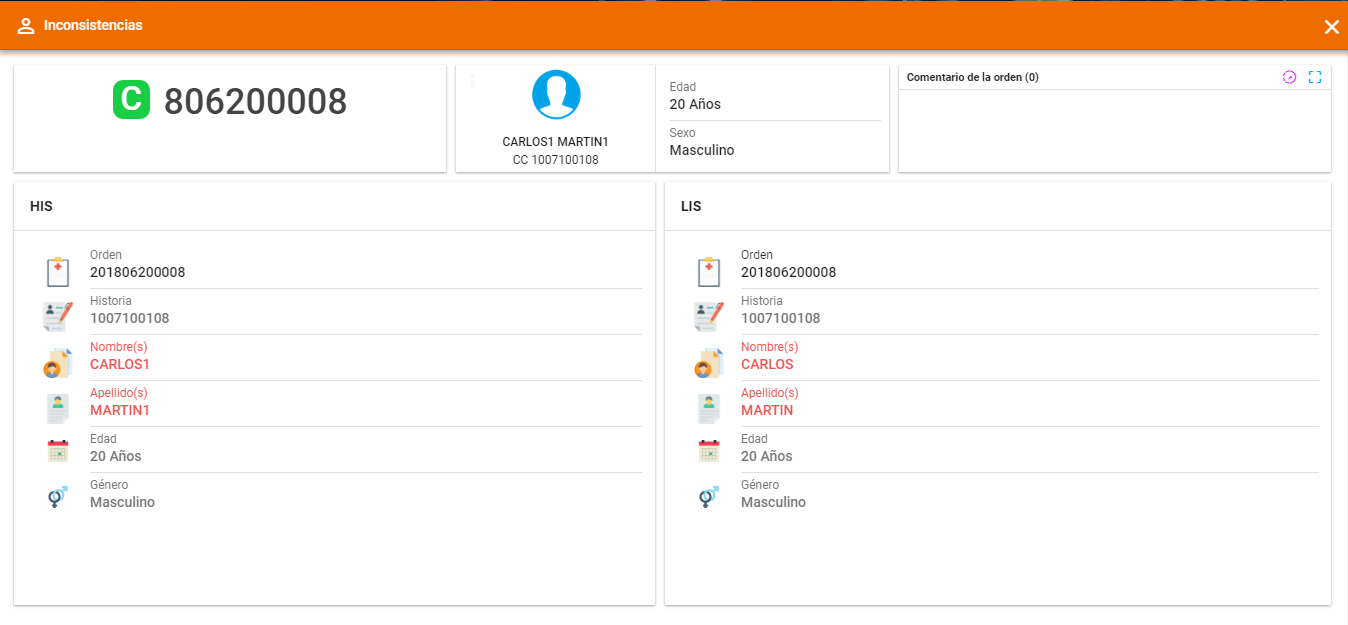 Inconsistencias
C 806200008
CARLOS1 MARTIN1
CC 1007100108
Edad
20 Años
Sexo
Masculino
Comentario de la orden (0)
HIS
Orden
201806200008
Historia
1007100108
Nombre(s)
CARLOS1
Apellido(s)
MARTIN1
Edad
20 Años
Género
Masculino
LIS
Orden
201806200008
Historia
1007100108
Nombre(s)
CARLOS
Apellido(s)
MARTIN
Edad
20 Años
Género
Masculino